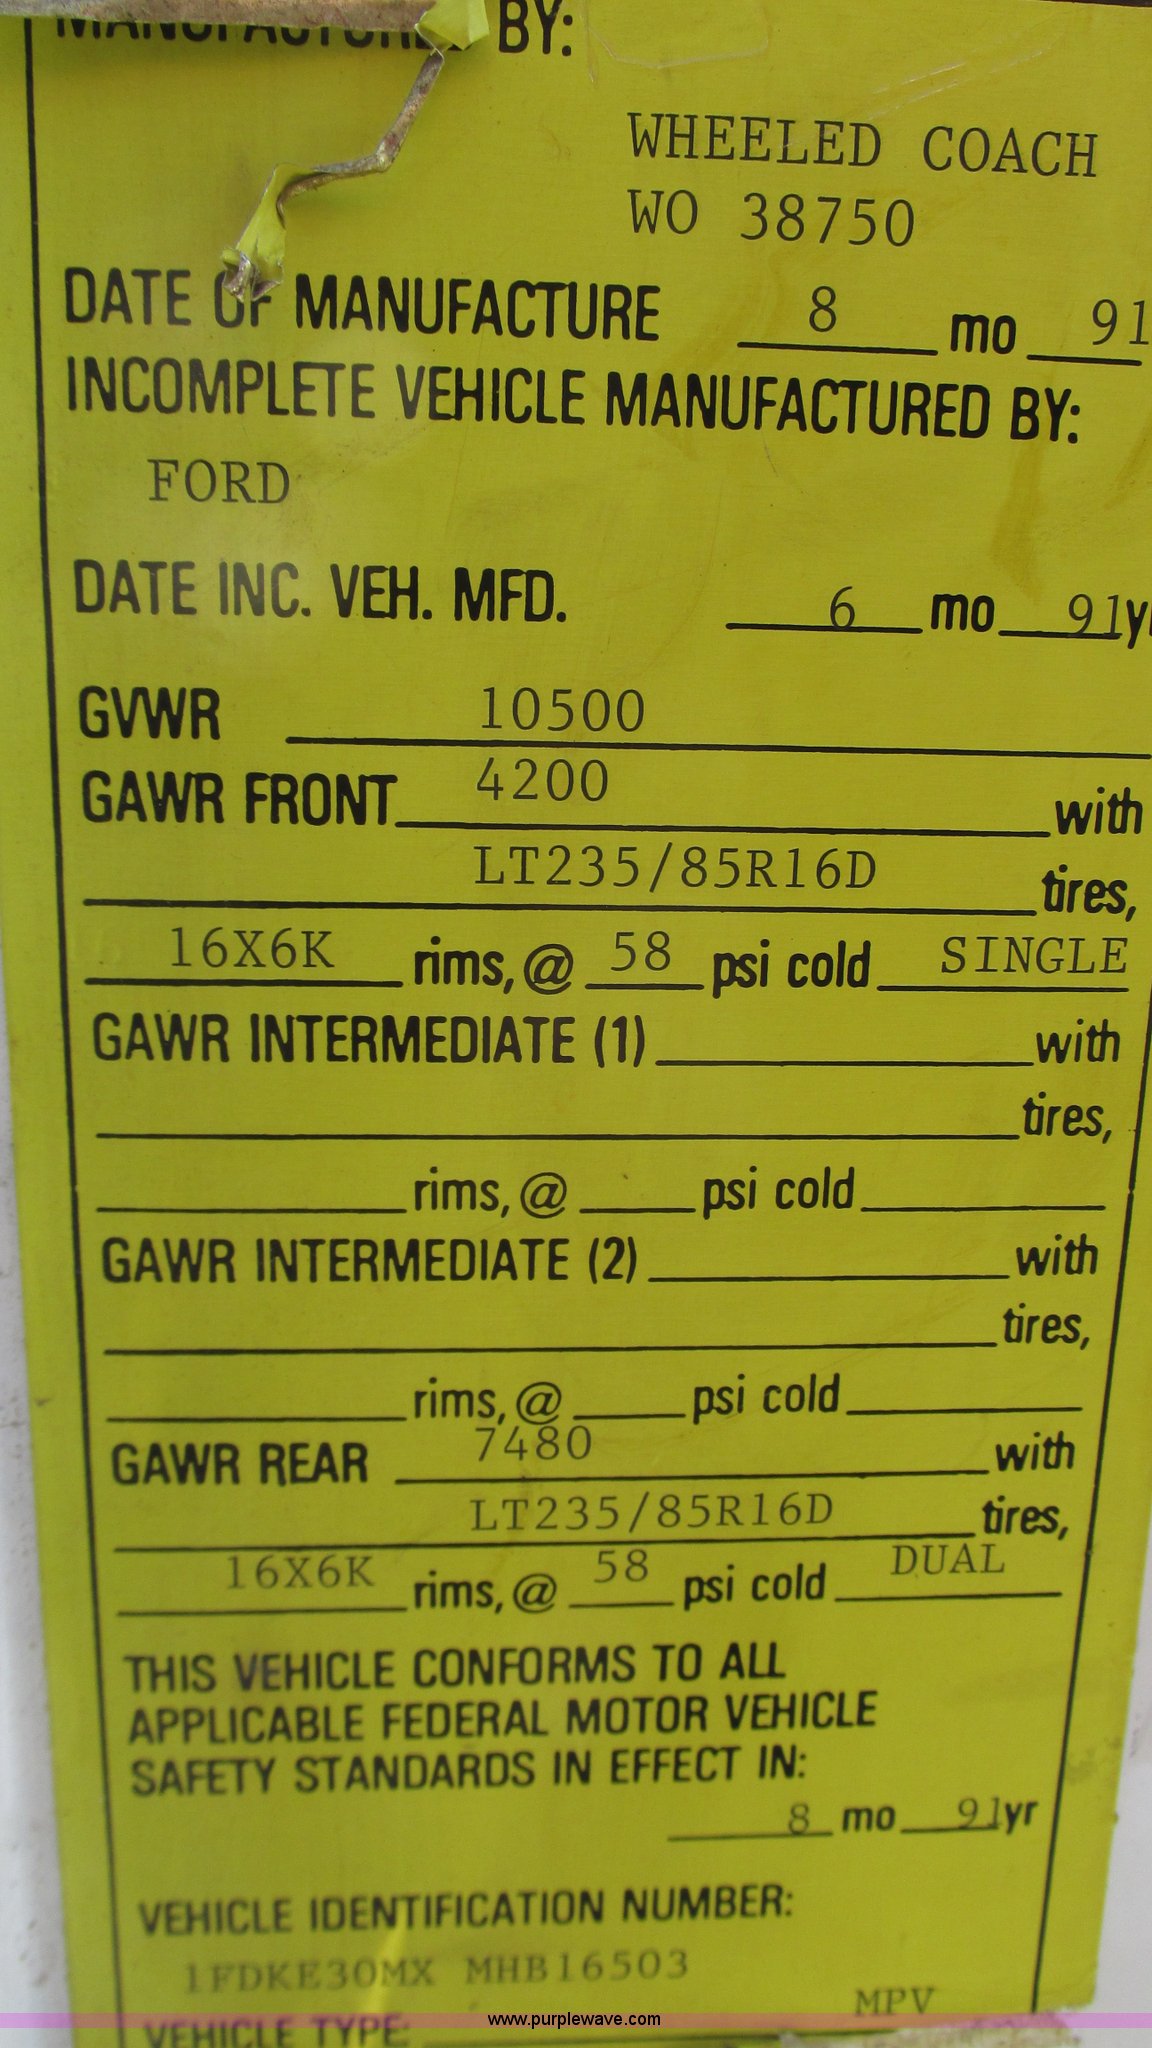 MANUFACTURED BY:
WHEELED COACH
WO 38750
DATE OF MANUFACTURE 8 mo 91
INCOMPLETE VEHICLE MANUFACTURED BY:
FORD
DATE INC. VEH. MFD. 6 mo 91yr
GVWR 10500
GAWR FRONT 4200 with
LT235/85R16D tires,
16X6K rims, @ 58 psi cold SINGLE
GAWR INTERMEDIATE (1) with
tires,
rims, @ psi cold
GAWR INTERMEDIATE (2) with
tires,
rims, @ psi cold
GAWR REAR 7480 with
LT235/85R16D tires,
16X6K rims, @ 58 psi cold DUAL
THIS VEHICLE CONFORMS TO ALL
APPLICABLE FEDERAL MOTOR VEHICLE
SAFETY STANDARDS IN EFFECT IN:
8 mo 91yr
VEHICLE IDENTIFICATION NUMBER:
1FDKE30MX MHB16503
VEHICLE TYPE: MPV
www.purplewave.com